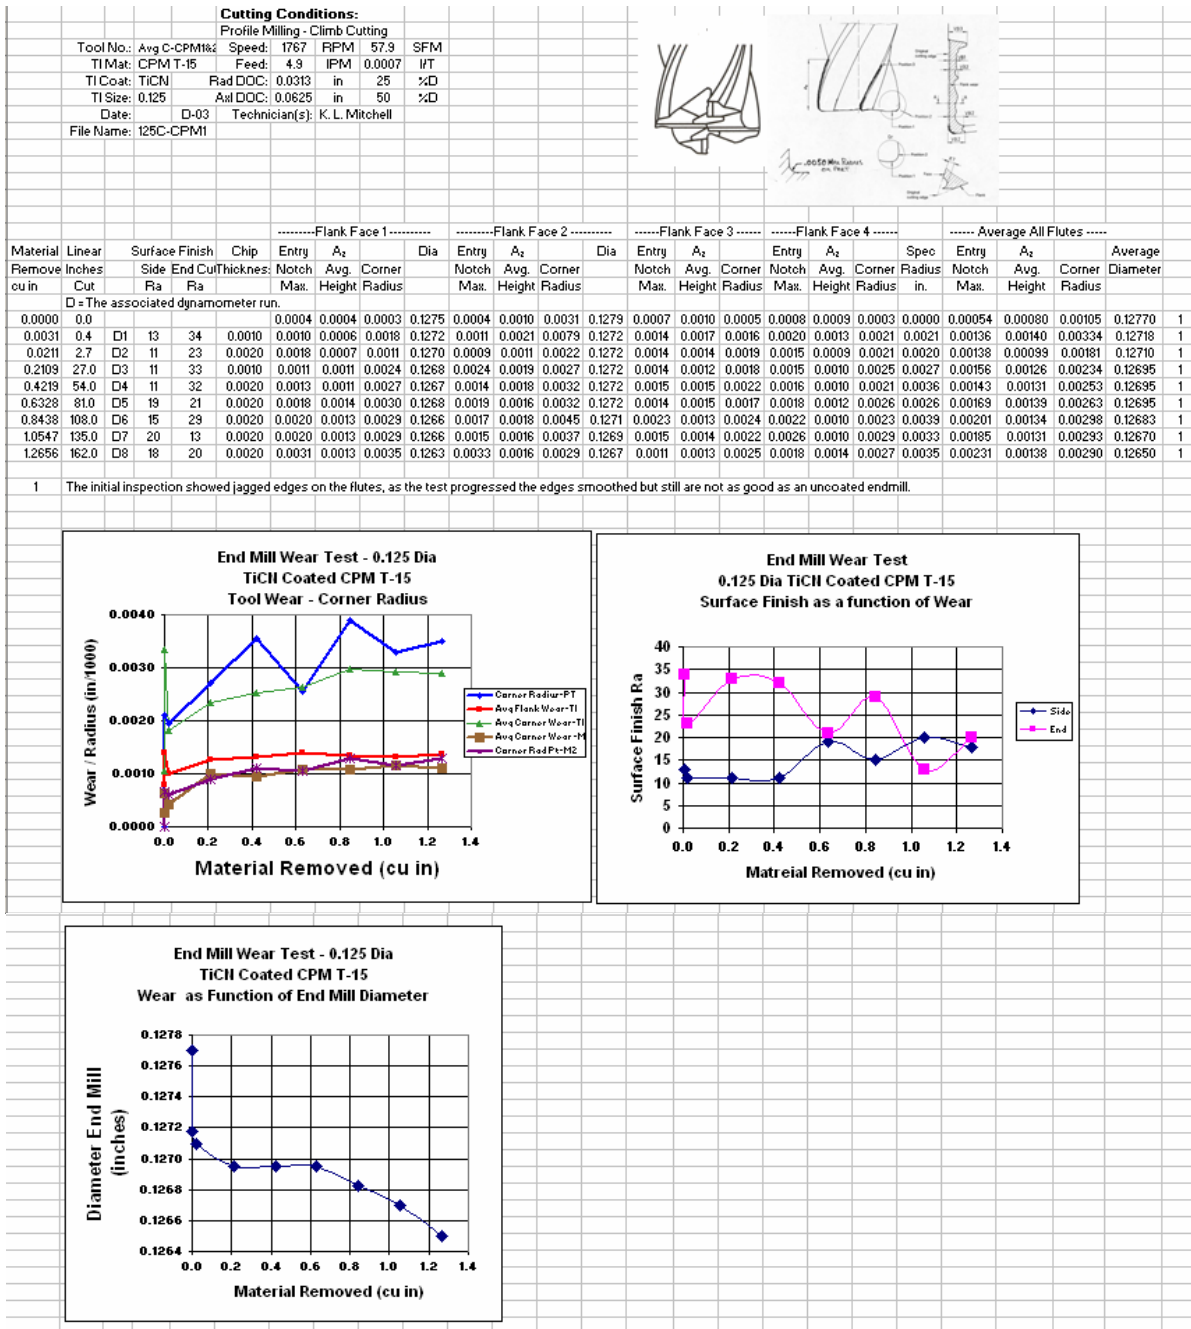 Cutting Conditions:
Profile Milling - Climb Cutting
Tool No.: Avg C-CPM1&2 Speed: 1767 RPM 57.9 SFM
Tl Mat: CPM T-15 Feed: 4.9 IPM 0.0007 I/T
Tl Coat: TiCN Rad DOC: 0.0313 in 25 %D
Tl Size: 0.125 Axl DOC: 0.0625 in 50 %D
Date: D-03 Technician(s): K. L. Mitchell
File Name: 125C-CPM1
.0050 Max Radius
---------Flank Face 1---------- ---------Flank Face 2 ---------- -----Flank Face 3 ------ -----Flank Face 4 ------ ----- Average All Flutes -----
Material Linear Surface Finish Chip Entry A₂ Dia Entry A₂ Dia Entry A₂ Entry A₂ Spec Entry A₂ Average
Remove Inches Side End Cut Thicknes: Notch Avg. Corner Notch Avg. Corner Notch Avg. Corner Notch Avg. Corner Radius Notch Avg. Corner Diameter
cu in Cut Ra Ra Max. Height Radius Max. Height Radius Max. Height Radius Max. Height Radius in. Max. Height Radius
D = The associated dynamometer run.
0.0000 0.0 0.0004 0.0004 0.0003 0.1275 0.0004 0.0010 0.0031 0.1279 0.0007 0.0010 0.0005 0.0008 0.0009 0.0003 0.0000 0.00054 0.00080 0.00105 0.12770 1
0.0031 0.4 D1 13 34 0.0010 0.0010 0.0006 0.0018 0.1272 0.0011 0.0021 0.0079 0.1272 0.0014 0.0017 0.0016 0.0020 0.0013 0.0021 0.0021 0.00136 0.00140 0.00334 0.12718 1
0.0211 2.7 D2 11 23 0.0020 0.0018 0.0007 0.0011 0.1270 0.0009 0.0011 0.0022 0.1272 0.0014 0.0014 0.0019 0.0015 0.0009 0.0021 0.0020 0.00138 0.00099 0.00181 0.12710 1
0.2109 27.0 D3 11 33 0.0010 0.0011 0.0011 0.0024 0.1268 0.0024 0.0019 0.0027 0.1272 0.0014 0.0012 0.0018 0.0015 0.0010 0.0025 0.0027 0.00156 0.00126 0.00234 0.12695 1
0.4219 54.0 D4 11 32 0.0020 0.0013 0.0011 0.0027 0.1267 0.0014 0.0018 0.0032 0.1272 0.0015 0.0015 0.0022 0.0016 0.0010 0.0021 0.0036 0.00143 0.00131 0.00253 0.12695 1
0.6328 81.0 D5 19 21 0.0020 0.0018 0.0014 0.0030 0.1268 0.0019 0.0016 0.0032 0.1272 0.0014 0.0015 0.0017 0.0018 0.0012 0.0026 0.0026 0.00169 0.00139 0.00263 0.12695 1
0.8438 108.0 D6 15 29 0.0020 0.0020 0.0013 0.0029 0.1266 0.0017 0.0018 0.0045 0.1271 0.0023 0.0013 0.0024 0.0022 0.0010 0.0023 0.0039 0.00201 0.00134 0.00298 0.12683 1
1.0547 135.0 D7 20 13 0.0020 0.0020 0.0013 0.0029 0.1266 0.0015 0.0016 0.0037 0.1269 0.0015 0.0014 0.0022 0.0026 0.0010 0.0029 0.0033 0.00185 0.00131 0.00293 0.12670 1
1.2656 162.0 D8 18 20 0.0020 0.0031 0.0013 0.0035 0.1263 0.0033 0.0016 0.0029 0.1267 0.0011 0.0013 0.0025 0.0018 0.0014 0.0027 0.0035 0.00231 0.00138 0.00290 0.12650 1
1 The initial inspection showed jagged edges on the flutes, as the test progressed the edges smoothed but still are not as good as an uncoated endmill.
End Mill Wear Test - 0.125 Dia
TiCN Coated CPM T-15
Tool Wear - Corner Radius
Wear / Radius (in/1000)
0.0040
0.0030
0.0020
0.0010
0.0000
0.0 0.2 0.4 0.6 0.8 1.0 1.2 1.4
Material Removed (cu in)
Corner Radius-PT
Avg Flank Wear-TI
Avg Corner Wear-TI
Avg Corner Wear-M
Corner Rad Pt-M2
End Mill Wear Test
0.125 Dia TiCN Coated CPM T-15
Surface Finish as a function of Wear
Surface Finish Ra
40
35
30
25
20
15
10
5
0
0.0 0.2 0.4 0.6 0.8 1.0 1.2 1.4
Matreial Removed (cu in)
Side
End
End Mill Wear Test - 0.125 Dia
TiCN Coated CPM T-15
Wear as Function of End Mill Diameter
Diameter End Mill
(inches)
0.1278
0.1276
0.1274
0.1272
0.1270
0.1268
0.1266
0.1264
0.0 0.2 0.4 0.6 0.8 1.0 1.2 1.4
Material Removed (cu in)